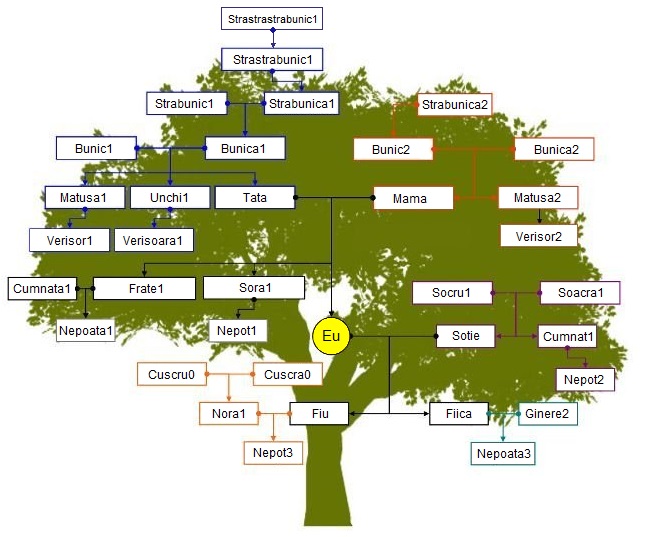 Strastrastrabunic1
Strastrabunic1
Strabunic1
Strabunica1
Strabunica2
Bunic1
Bunica1
Bunic2
Bunica2
Matusa1
Unchi1
Tata
Mama
Matusa2
Verisor1
Verisoara1
Verisor2
Cumnata1
Frate1
Sora1
Socru1
Soacra1
Nepoata1
Nepot1
Eu
Sotie
Cumnat1
Cuscru0
Cuscra0
Nepot2
Nora1
Fiu
Fiica
Ginere2
Nepot3
Nepoata3